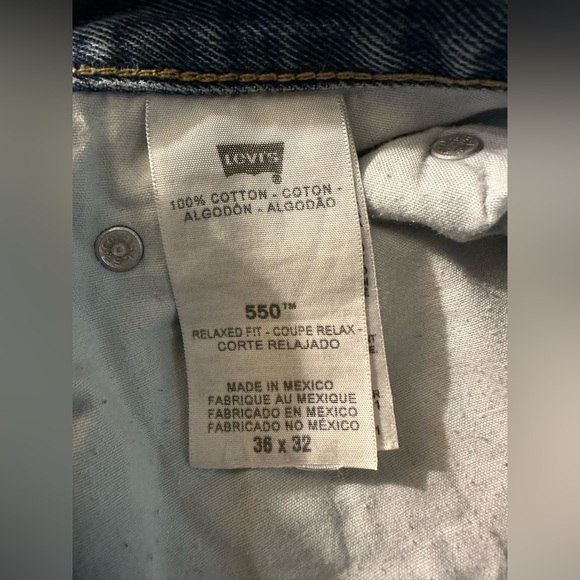 Levi's
®
100% COTTON - COTON -
ALGODÓN - ALGODÃO
550™
RELAXED FIT - COUPE RELAX -
CORTE RELAJADO
MADE IN MEXICO
FABRIQUE AU MEXIQUE
FABRICADO EN MEXICO
FABRICADO NO MÉXICO
36 x 32